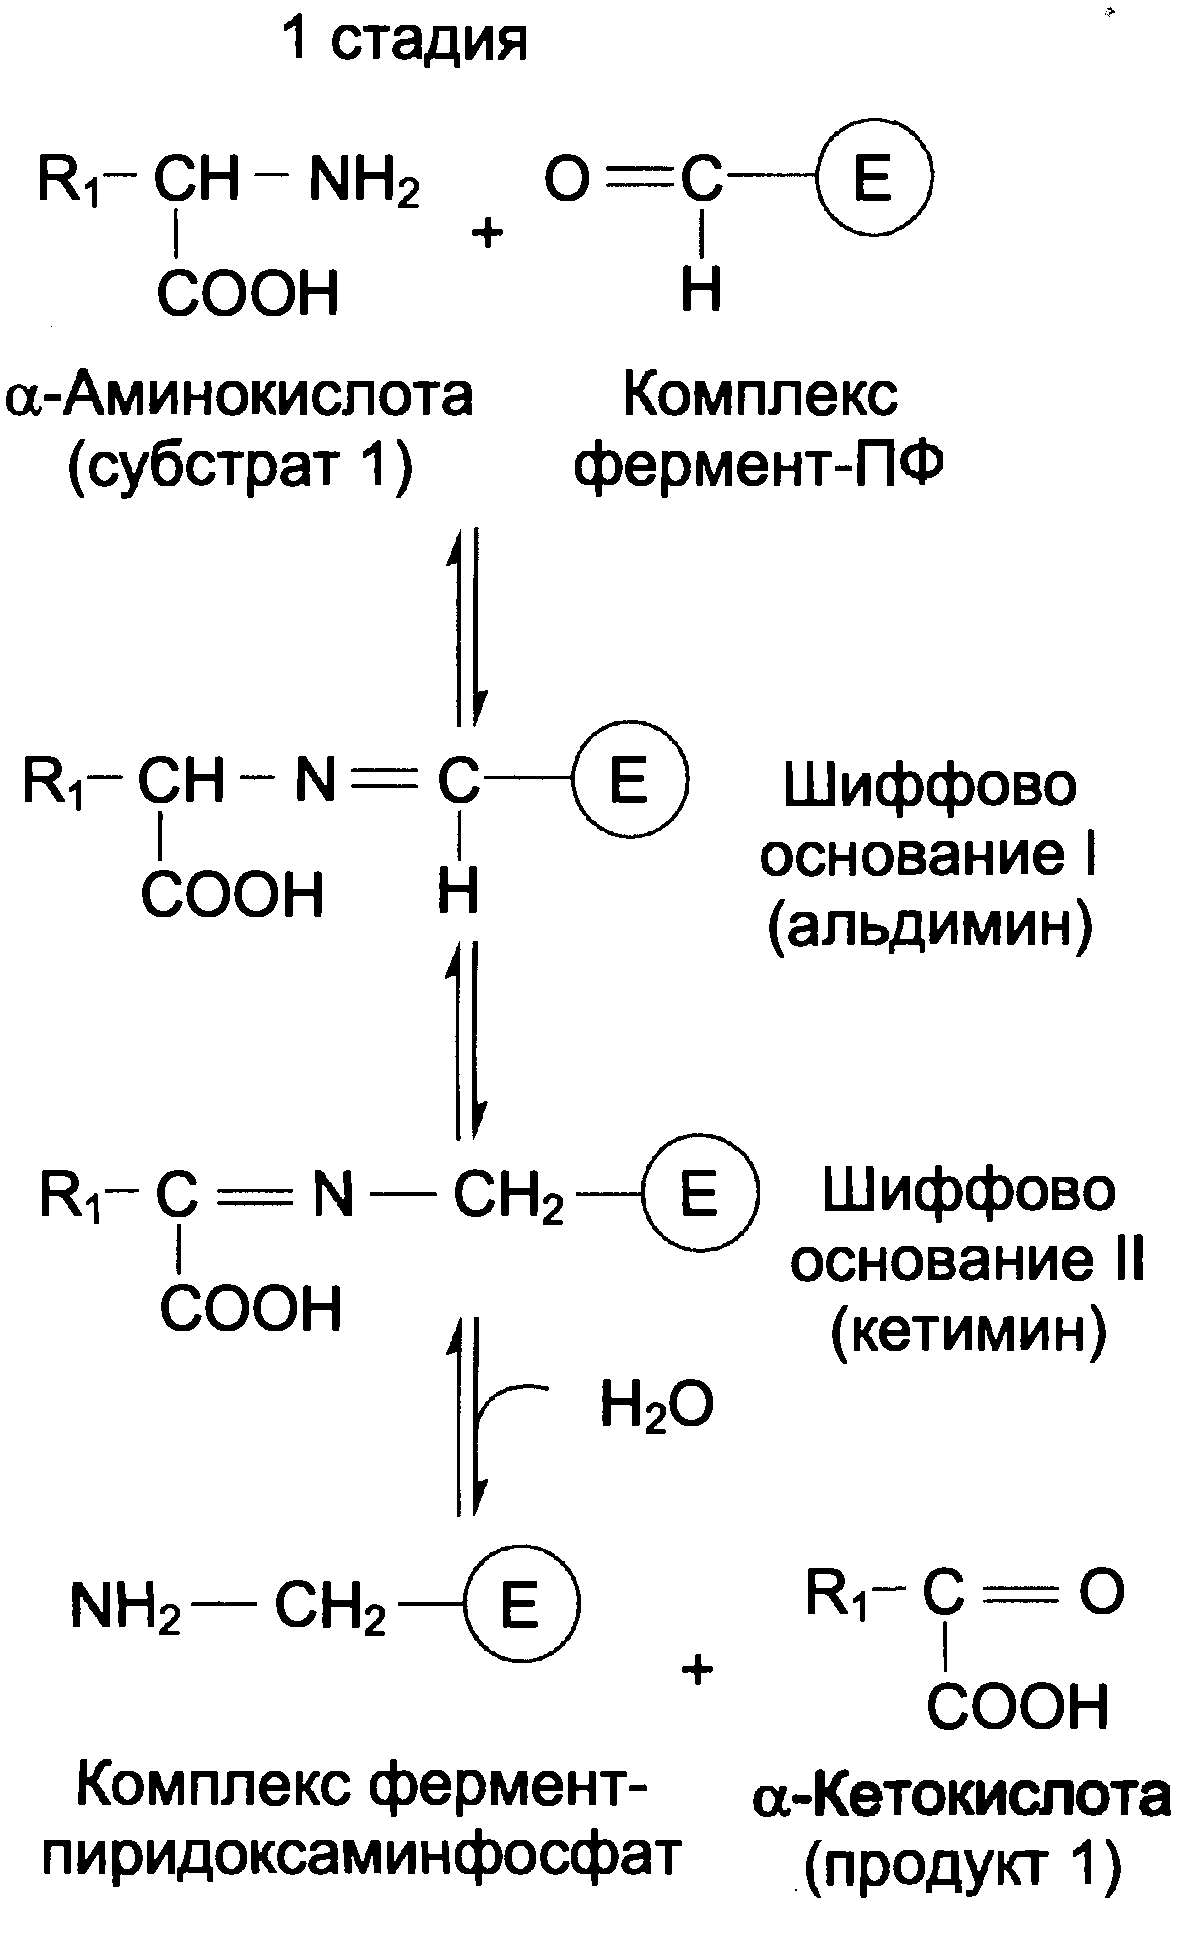 1 стадия
R₁–CH–NH₂ + O=C–E
COOH H
α-Аминокислота
(субстрат 1)
Комплекс
фермент-ПФ
R₁–CH–N=C–E
COOH H
Шиффово
основание I
(альдимин)
R₁–C=N–CH₂–E
COOH
Шиффово
основание II
(кетимин)
H₂O
NH₂–CH₂–E + R₁–C=O
COOH
Комплекс фермент-
пиридоксаминфосфат
α-Кетокислота
(продукт 1)